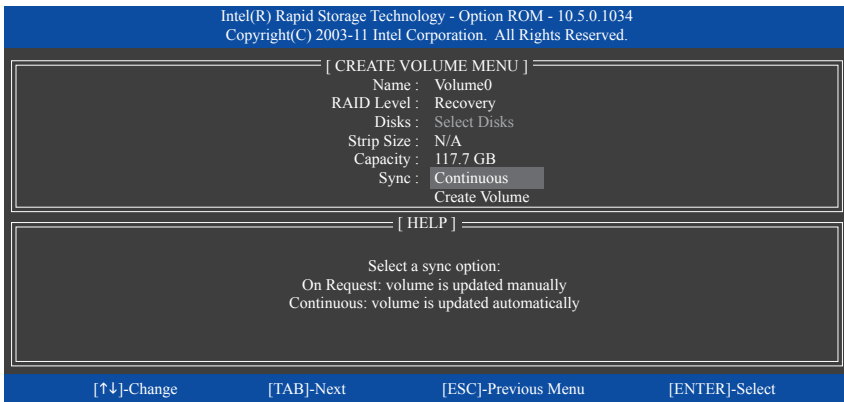 Intel(R) Rapid Storage Technology - Option ROM - 10.5.0.1034
Copyright(C) 2003-11 Intel Corporation. All Rights Reserved.
[ CREATE VOLUME MENU ]
Name : Volume0
RAID Level : Recovery
Disks : Select Disks
Strip Size : N/A
Capacity : 117.7 GB
Sync : Continuous
Create Volume
[ HELP ]
Select a sync option:
On Request: volume is updated manually
Continuous: volume is updated automatically
[↑↓]-Change [TAB]-Next [ESC]-Previous Menu [ENTER]-Select